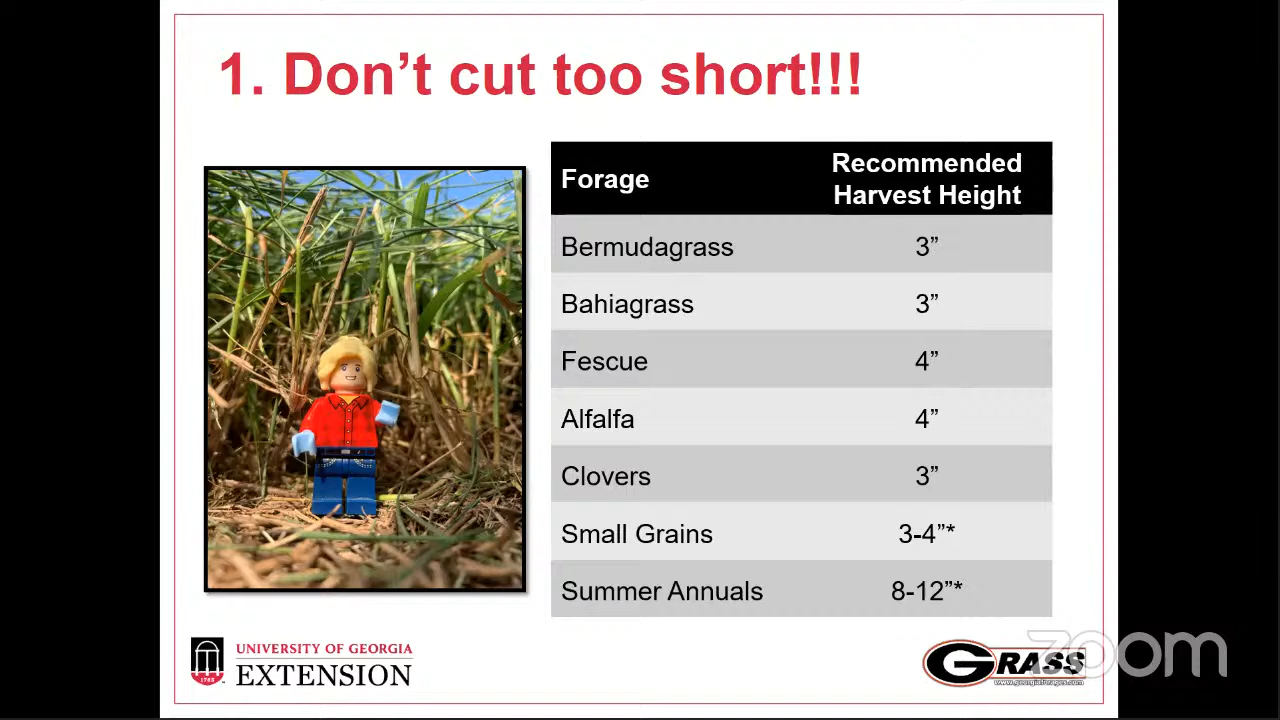 1. Don’t cut too short!!!
Forage
Recommended
Harvest Height
Bermudagrass 3”
Bahiagrass 3”
Fescue 4”
Alfalfa 4”
Clovers 3”
Small Grains 3-4”*
Summer Annuals 8-12”*
UNIVERSITY OF GEORGIA
EXTENSION
1785
GRASS
www.georgiaforages.com
zoom